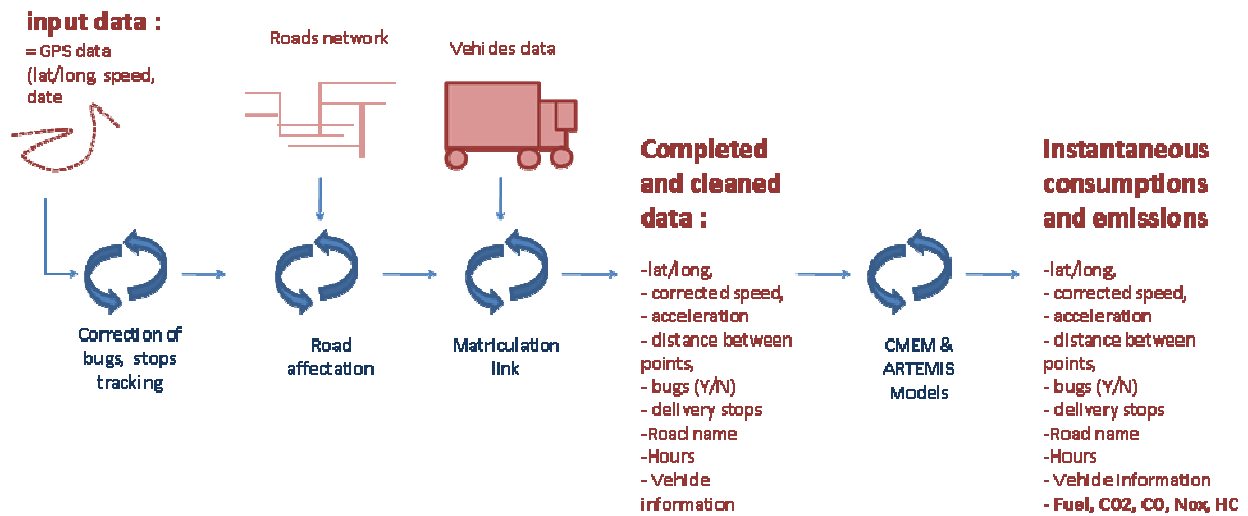 input data :
= GPS data
(lat/long, speed,
date
Roads network
Vehides data
Correction of
bugs, stops
tracking
Road
affectation
Matriculation
link
Completed
and cleaned
data :
-lat/long,
- corrected speed,
- acceleration
- distance between
points,
- bugs (Y/N)
- delivery stops
-Road name
-Hours
- Vehide
information
CMEM &
ARTEMIS
Models
Instantaneous
consumptions
and emissions
-lat/long,
- corrected speed,
- acceleration
- distance between
points,
- bugs (Y/N)
- delivery stops
-Road name
-Hours
- Vehide information
- Fuel, CO2, CO, Nox, HC